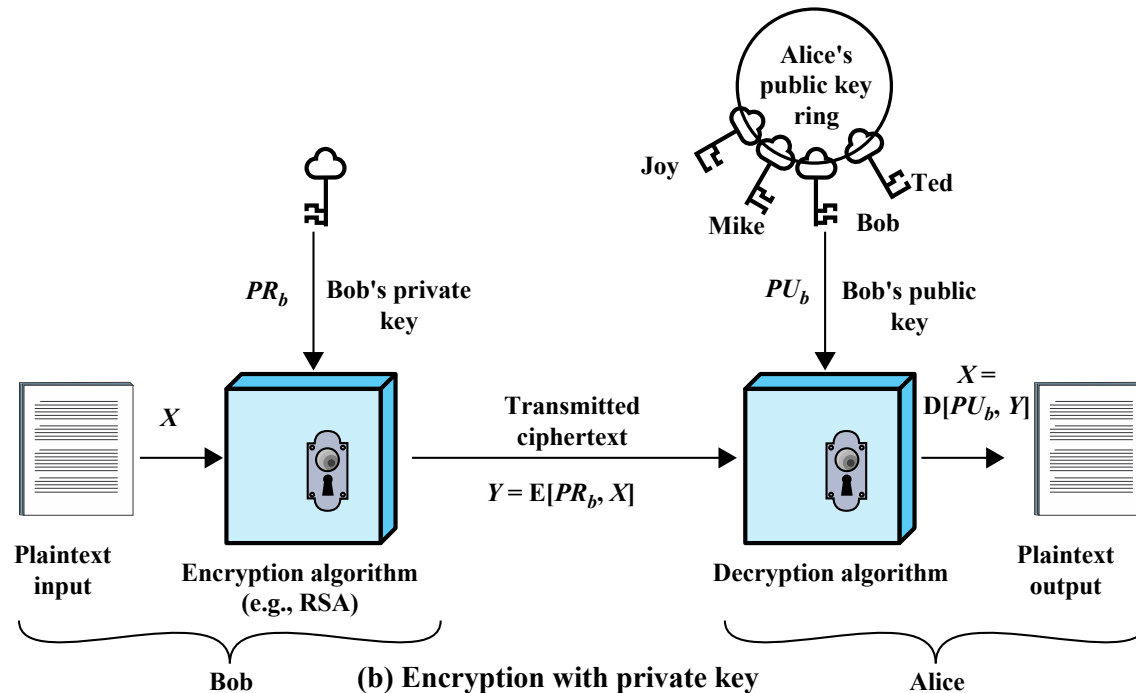 Alice's
public key
ring
Joy
Mike
Bob
Ted
PR_b
Bob's private
key
PU_b
Bob's public
key
X
Transmitted
ciphertext
Y = E[PR_b, X]
X =
D[PU_b, Y]
Plaintext
input
Encryption algorithm
(e.g., RSA)
Decryption algorithm
Plaintext
output
Bob
(b) Encryption with private key
Alice